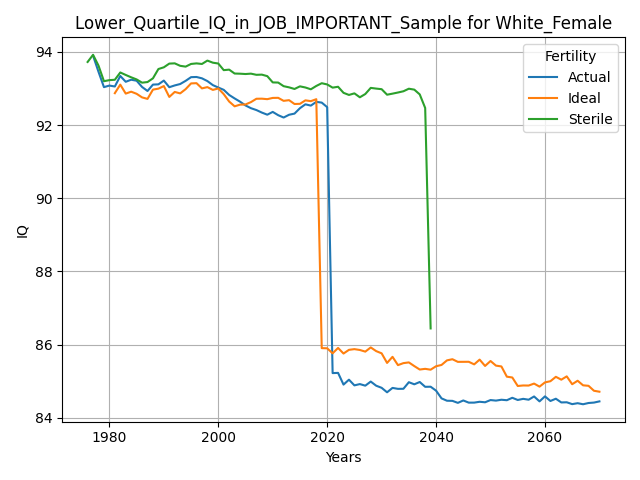 Lower_Quartile_IQ_in_JOB_IMPORTANT_Sample for White_Female
Fertility
Actual
Ideal
Sterile
IQ
94
92
90
88
86
84
1980
2000
2020
2040
2060
Years